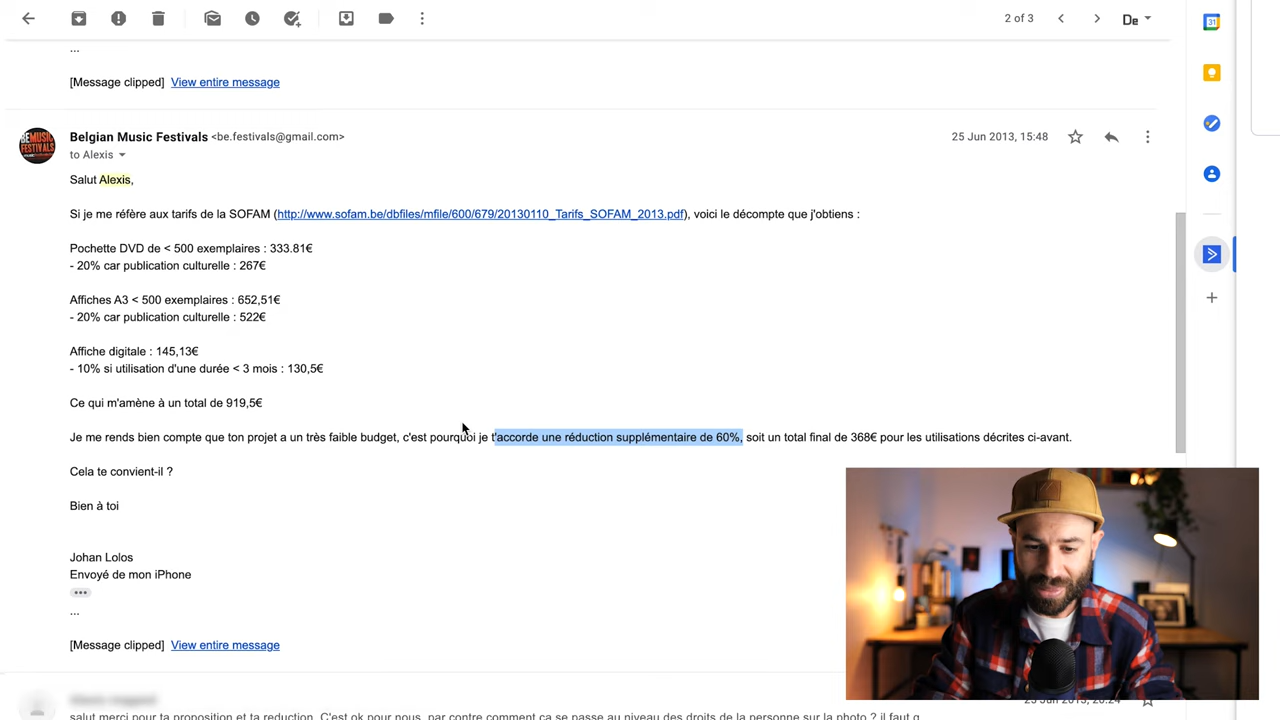 2 of 3
De
...
[Message clipped] View entire message
BE MUSIC FESTIVALS
Belgian Music Festivals <be.festivals@gmail.com>
25 Jun 2013, 15:48
to Alexis
Salut Alexis,
Si je me réfère aux tarifs de la SOFAM (http://www.sofam.be/dbfiles/mfile/600/679/20130110_Tarifs_SOFAM_2013.pdf), voici le décompte que j'obtiens :
Pochette DVD de < 500 exemplaires : 333.81€
- 20% car publication culturelle : 267€
Affiches A3 < 500 exemplaires : 652,51€
- 20% car publication culturelle : 522€
Affiche digitale : 145,13€
- 10% si utilisation d'une durée < 3 mois : 130,5€
Ce qui m'amène à un total de 919,5€
Je me rends bien compte que ton projet a un très faible budget, c'est pourquoi je t'accorde une réduction supplémentaire de 60%, soit un total final de 368€ pour les utilisations décrites ci-avant.
Cela te convient-il ?
Bien à toi
Johan Lolos
Envoyé de mon iPhone
...
[Message clipped] View entire message
25 Jun 2013, 20:24
salut merci pour ta proposition et ta reduction. C'est ok pour nous, par contre comment ça se passe au niveau des droits de la personne sur la photo ? il faut